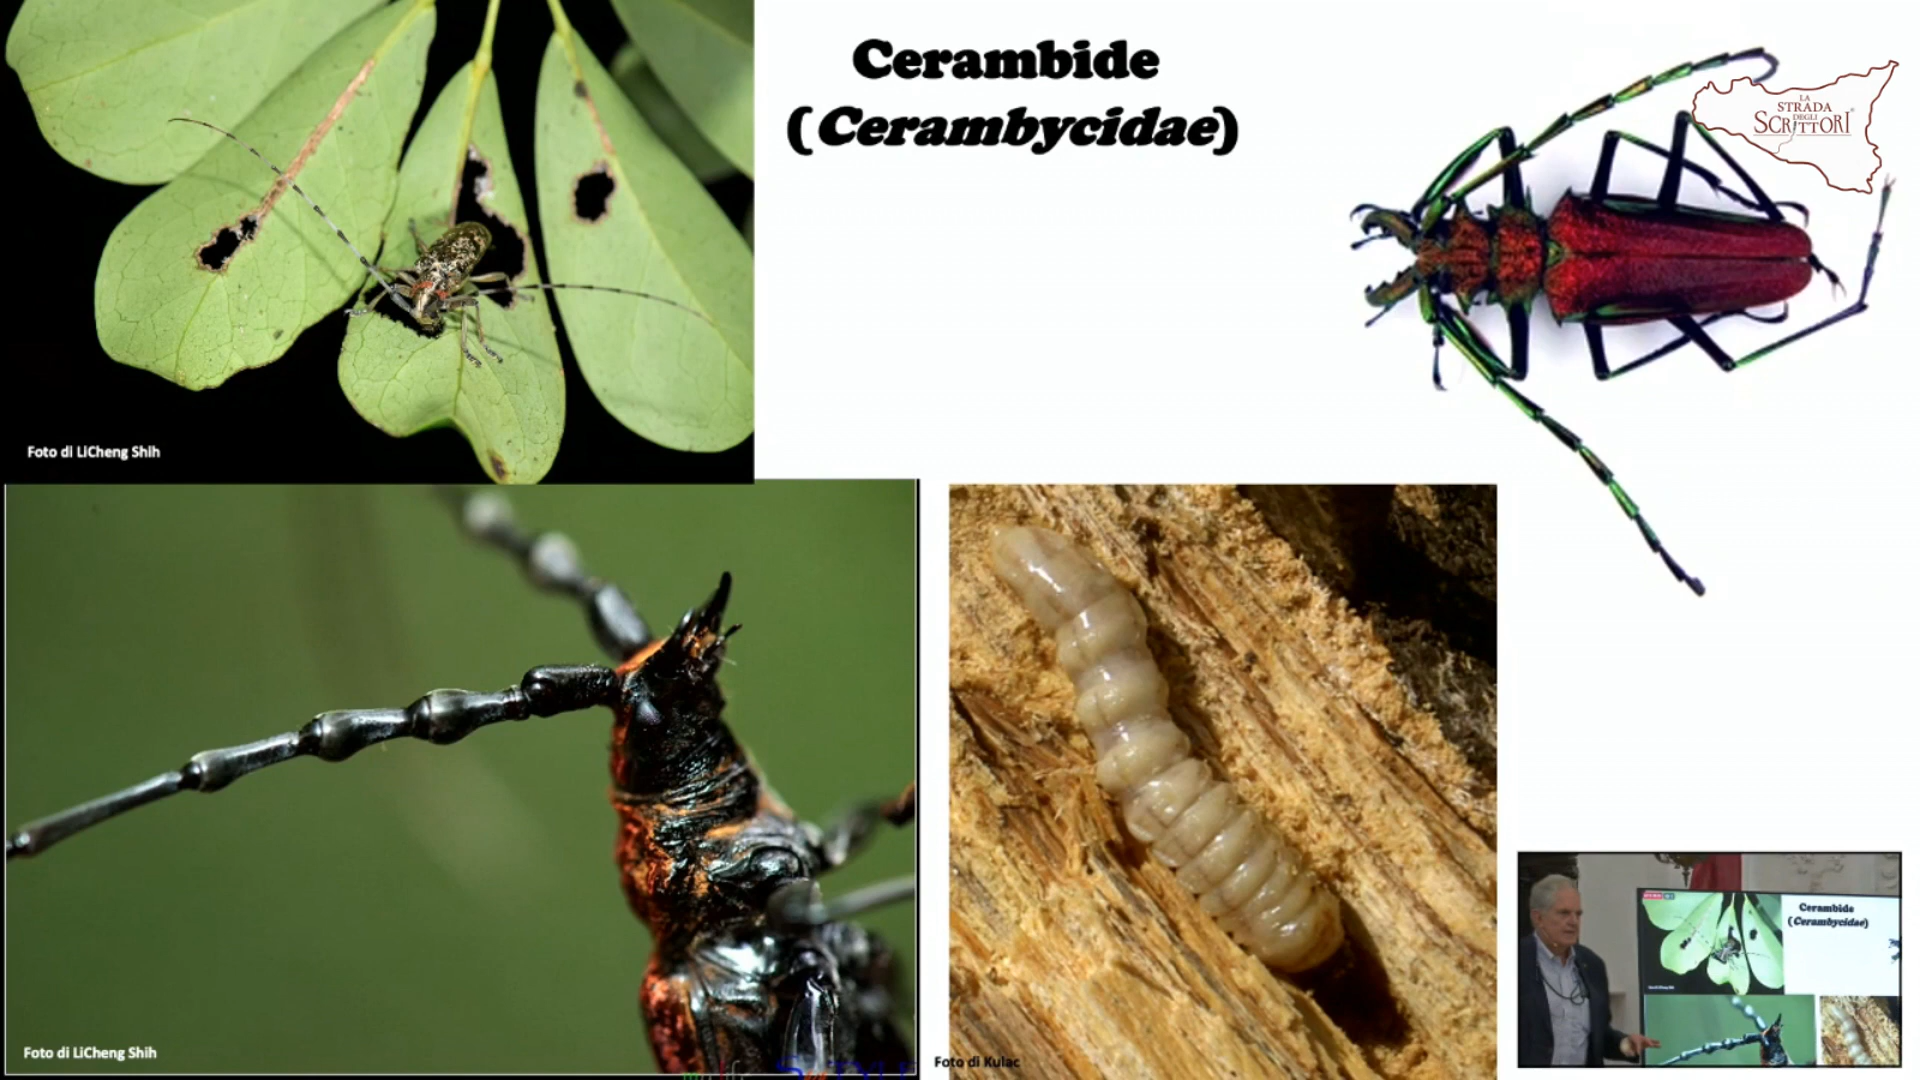 Cerambide
(Cerambycidae)
LA
STRADA
DEGLI
SCRITTORI
Foto di LiCheng Shih
Foto di LiCheng Shih
Foto di Kulac
Cerambide
(Cerambycidae)